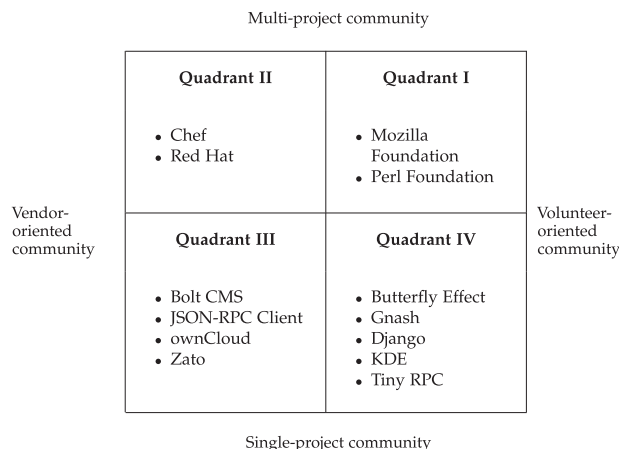 Multi-project community
Quadrant II
Quadrant I
• Chef
• Red Hat
• Mozilla
Foundation
• Perl Foundation
Vendor-
oriented
community
Volunteer-
oriented
community
Quadrant III
Quadrant IV
• Bolt CMS
• JSON-RPC Client
• ownCloud
• Zato
• Butterfly Effect
• Gnash
• Django
• KDE
• Tiny RPC
Single-project community